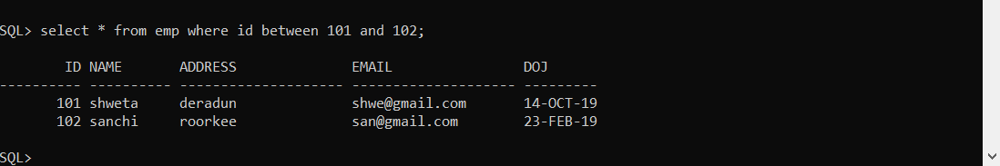 SQL> select * from emp where id between 101 and 102;
        ID NAME       ADDRESS              EMAIL                DOJ
---------- ---------- -------------------- -------------------- ---------
       101 shweta     deradun              shwe@gmail.com       14-OCT-19
       102 sanchi     roorkee              san@gmail.com        23-FEB-19
SQL>